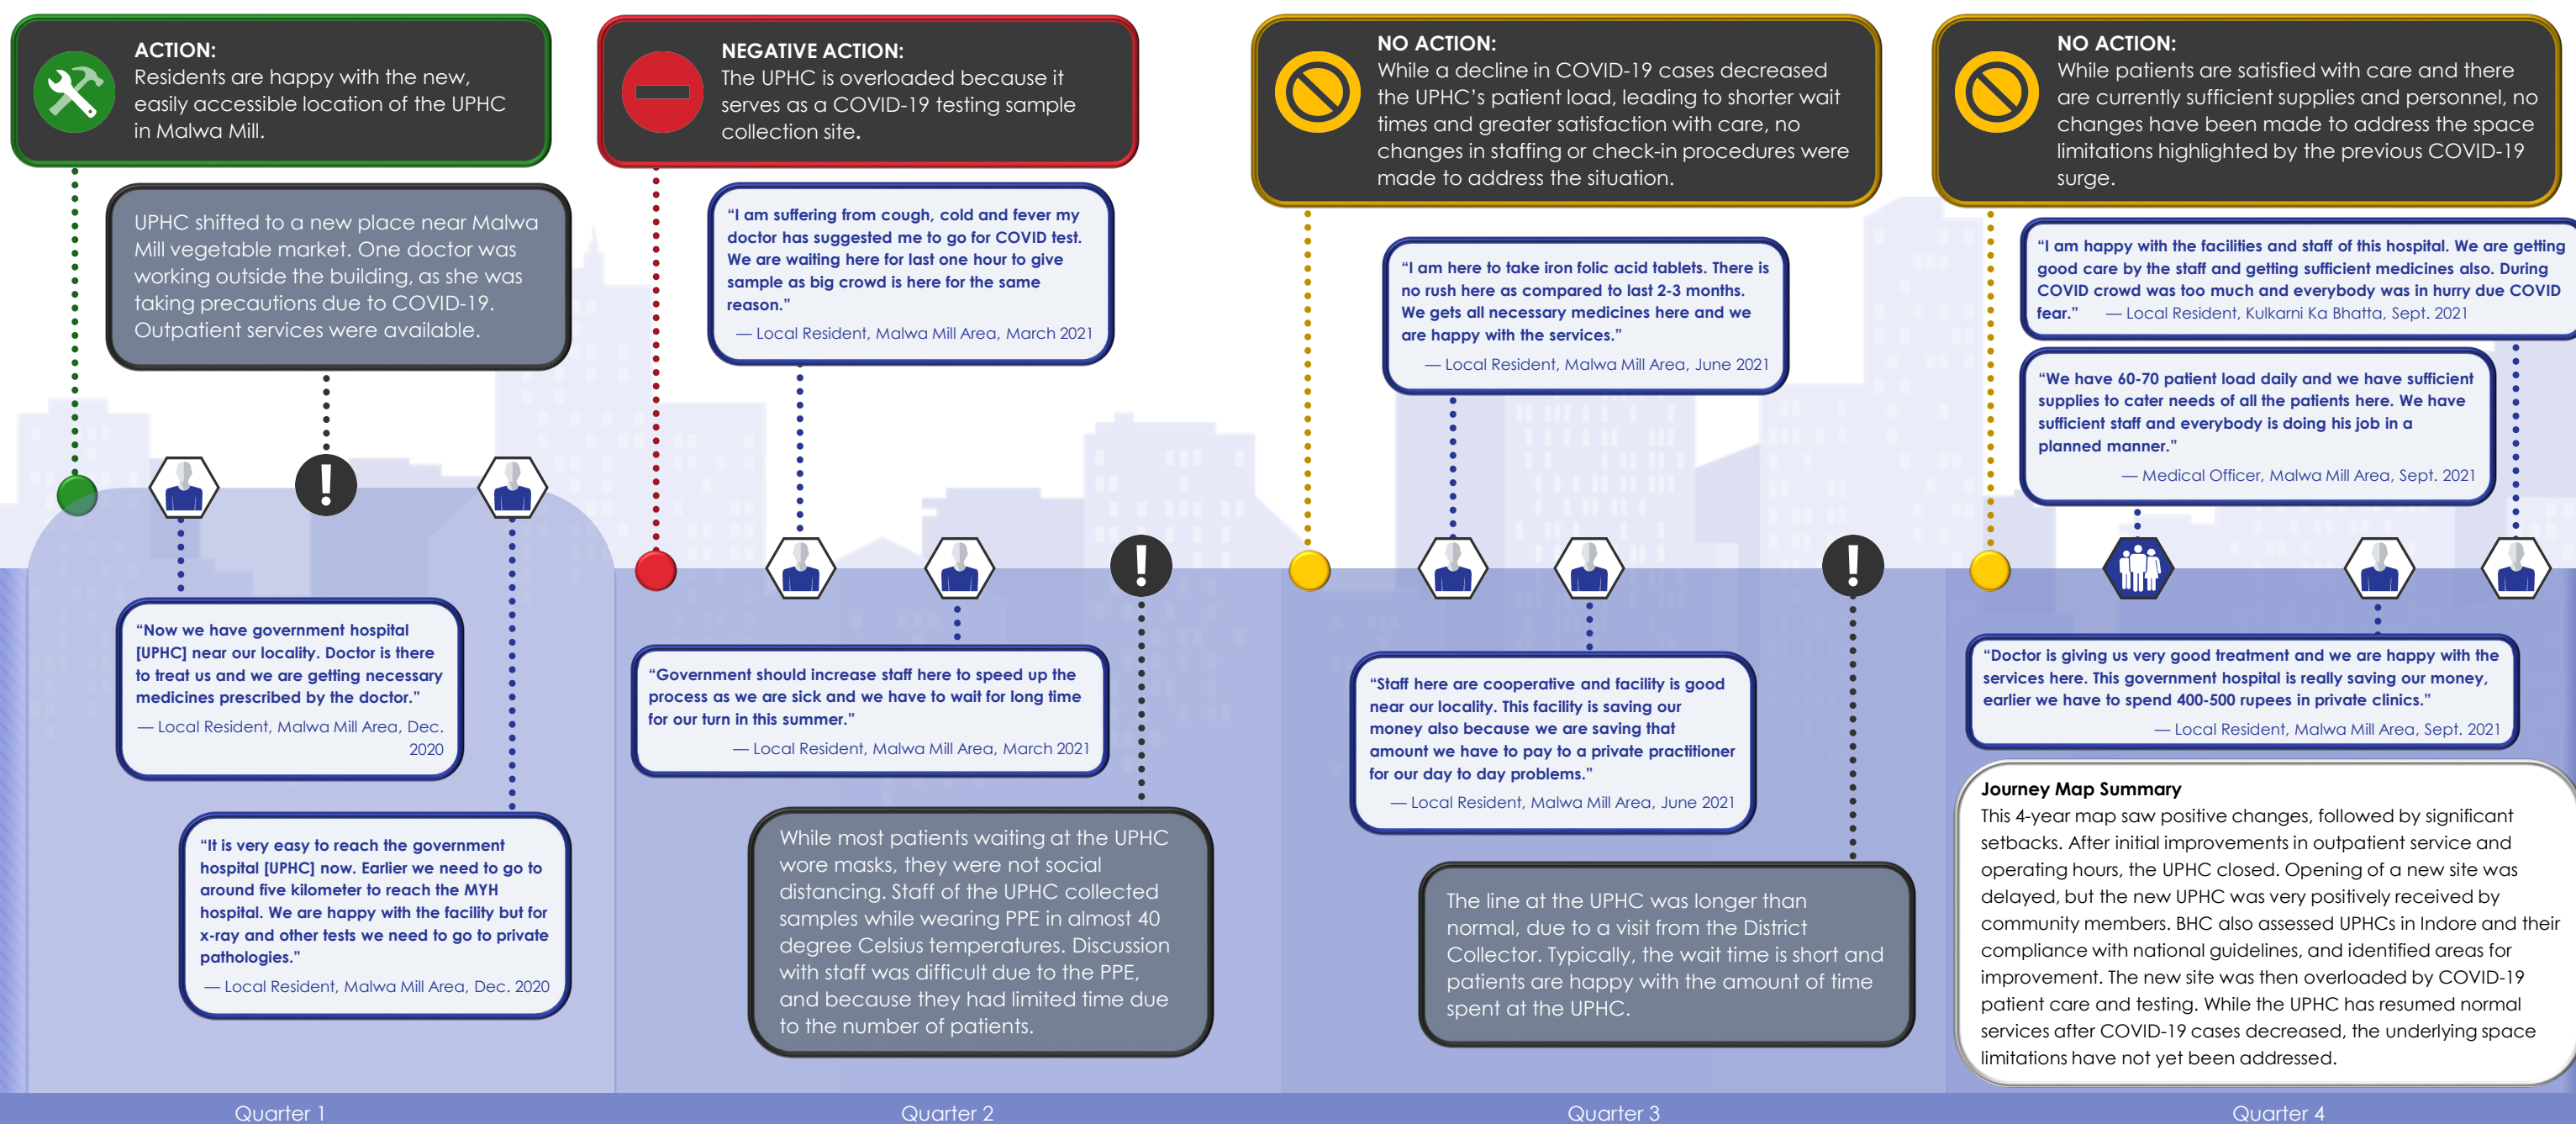 ACTION:
Residents are happy with the new,
easily accessible location of the UPHC
in Malwa Mill.
UPHC shifted to a new place near Malwa
Mill vegetable market. One doctor was
working outside the building, as she was
taking precautions due to COVID-19.
Outpatient services were available.
“Now we have government hospital
[UPHC] near our locality. Doctor is there
to treat us and we are getting necessary
medicines prescribed by the doctor.”
— Local Resident, Malwa Mill Area, Dec.
2020
“It is very easy to reach the government
hospital [UPHC] now. Earlier we need to go to
around five kilometer to reach the MYH
hospital. We are happy with the facility but for
x-ray and other tests we need to go to private
pathologies.”
— Local Resident, Malwa Mill Area, Dec. 2020
Quarter 1
NEGATIVE ACTION:
The UPHC is overloaded because it
serves as a COVID-19 testing sample
collection site.
“I am suffering from cough, cold and fever my
doctor has suggested me to go for COVID test.
We are waiting here for last one hour to give
sample as big crowd is here for the same
reason.”
— Local Resident, Malwa Mill Area, March 2021
“Government should increase staff here to speed up the
process as we are sick and we have to wait for long time
for our turn in this summer.”
— Local Resident, Malwa Mill Area, March 2021
While most patients waiting at the UPHC
wore masks, they were not social
distancing. Staff of the UPHC collected
samples while wearing PPE in almost 40
degree Celsius temperatures. Discussion
with staff was difficult due to the PPE,
and because they had limited time due
to the number of patients.
Quarter 2
NO ACTION:
While a decline in COVID-19 cases decreased
the UPHC’s patient load, leading to shorter wait
times and greater satisfaction with care, no
changes in staffing or check-in procedures were
made to address the situation.
“I am here to take iron folic acid tablets. There is
no rush here as compared to last 2-3 months.
We gets all necessary medicines here and we
are happy with the services.”
— Local Resident, Malwa Mill Area, June 2021
“Staff here are cooperative and facility is good
near our locality. This facility is saving our
money also because we are saving that
amount we have to pay to a private practitioner
for our day to day problems.”
— Local Resident, Malwa Mill Area, June 2021
The line at the UPHC was longer than
normal, due to a visit from the District
Collector. Typically, the wait time is short and
patients are happy with the amount of time
spent at the UPHC.
Quarter 3
NO ACTION:
While patients are satisfied with care and there
are currently sufficient supplies and personnel, no
changes have been made to address the space
limitations highlighted by the previous COVID-19
surge.
“I am happy with the facilities and staff of this hospital. We are getting
good care by the staff and getting sufficient medicines also. During
COVID crowd was too much and everybody was in hurry due COVID
fear.” — Local Resident, Kulkarni Ka Bhatta, Sept. 2021
“We have 60-70 patient load daily and we have sufficient
supplies to cater needs of all the patients here. We have
sufficient staff and everybody is doing his job in a
planned manner.”
— Medical Officer, Malwa Mill Area, Sept. 2021
“Doctor is giving us very good treatment and we are happy with the
services here. This government hospital is really saving our money,
earlier we have to spend 400-500 rupees in private clinics.”
— Local Resident, Malwa Mill Area, Sept. 2021
Journey Map Summary
This 4-year map saw positive changes, followed by significant
setbacks. After initial improvements in outpatient service and
operating hours, the UPHC closed. Opening of a new site was
delayed, but the new UPHC was very positively received by
community members. BHC also assessed UPHCs in Indore and their
compliance with national guidelines, and identified areas for
improvement. The new site was then overloaded by COVID-19
patient care and testing. While the UPHC has resumed normal
services after COVID-19 cases decreased, the underlying space
limitations have not yet been addressed.
Quarter 4